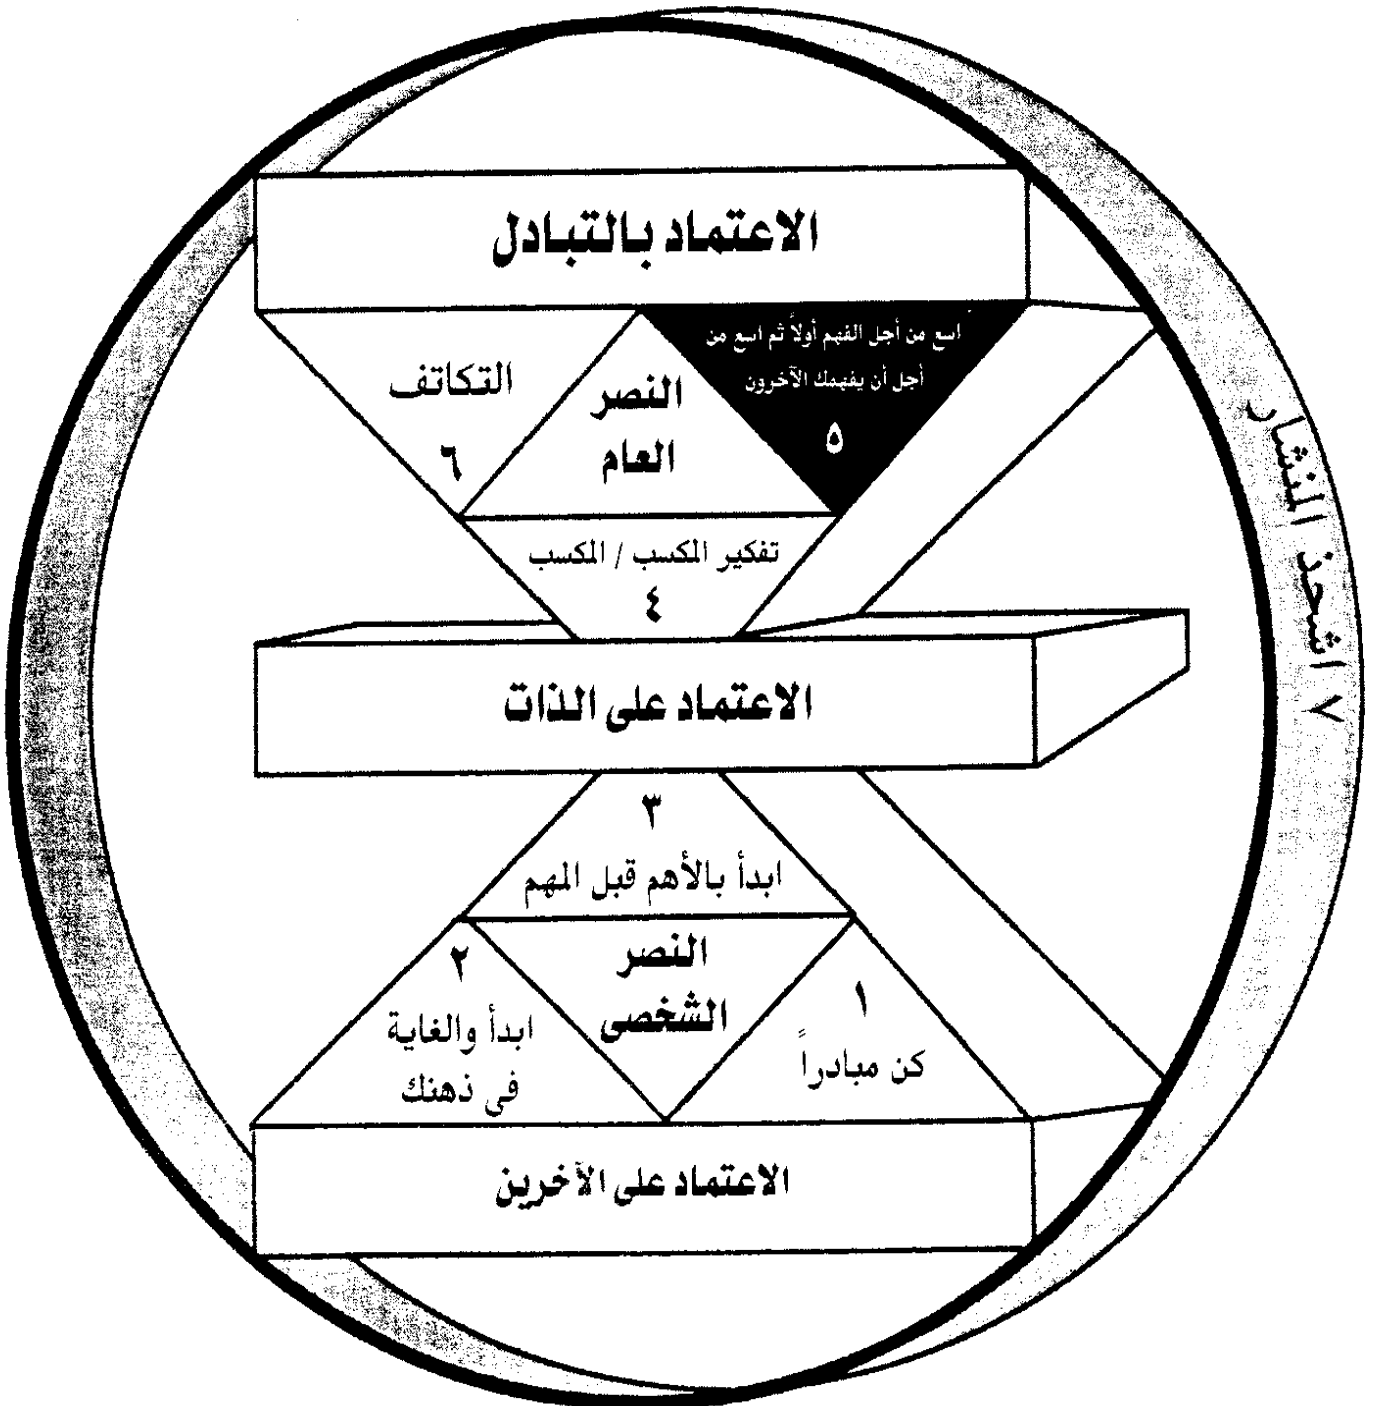 الاعتماد بالتبادل
اسع من أجل الفهم أولاً ثم اسع من
أجل أن يفهمك الآخرون
٥
النصر
العام
التكاتف
٦
تفكير المكسب / المكسب
٤
٧ اشحذ المنشار
الاعتماد على الذات
٣
ابدأ بالأهم قبل المهم
النصر
الشخصى
١
كن مبادراً
٢
ابدأ والغاية
فى ذهنك
الاعتماد على الآخرين